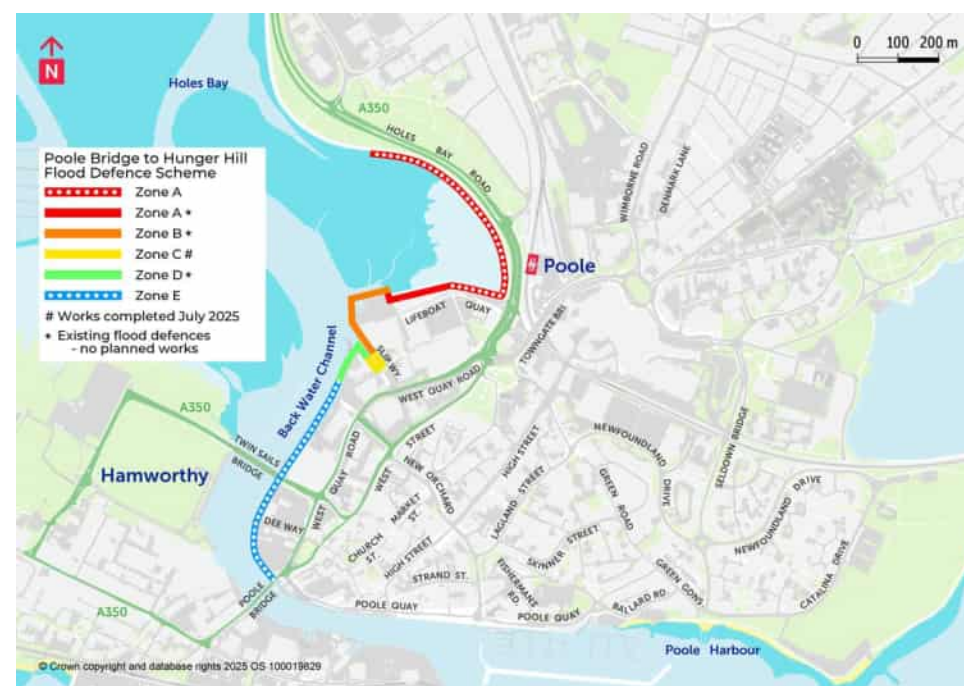 N
Holes Bay
0 100 200 m
A350
HOLES BAY ROAD
Poole Bridge to Hunger Hill
Flood Defence Scheme
Zone A
Zone A *
Zone B *
Zone C #
Zone D *
Zone E
# Works completed July 2025
* Existing flood defences
- no planned works
WIMBORNE ROAD
DENMARK LANE
Poole
LIFEBOAT QUAY
TOWNGATE BRI
SLIPWY.
Back Water Channel
WEST QUAY ROAD
A350
TWIN SAILS
BRIDGE
Hamworthy
WEST QUAY ROAD
WEST STREET
NEW ORCHARD
HIGH STREET
NEWFOUNDLAND DRIVE
SELDOWN BRIDGE
MARKET
ST.
LAGLAND STREET
GREEN
ROAD
NEWFOUNDLAND DRIVE
DEE WAY
CHURCH
ST.
HIGH STREET
SKINNER STREET
STRAND ST.
FISHERMANS
RD.
GREEN GDNS
CATALINA DRIVE
POOLE
BRIDGE
A350
POOLE QUAY
POOLE QUAY
BALLARD RD
Poole Harbour
© Crown copyright and database rights 2025 OS 100019829